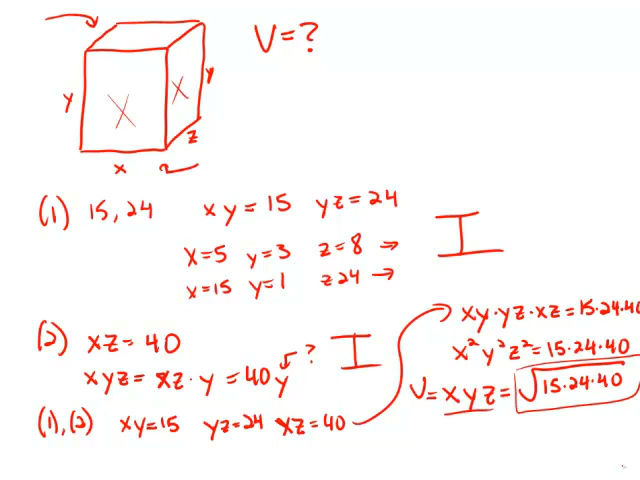 V = ?
y
X
X
y
z
x
(1) 15, 24 xy = 15 yz = 24
x=5 y=3 z=8 →
x=15 y=1 z24 →
I
(2) xz = 40
xyz = xz · y = 40y ?
I
(1, 2) xy=15 yz=24 xz=40
xy·yz·xz=15·24·40
x²y²z²=15·24·40
V = xyz = √15·24·40